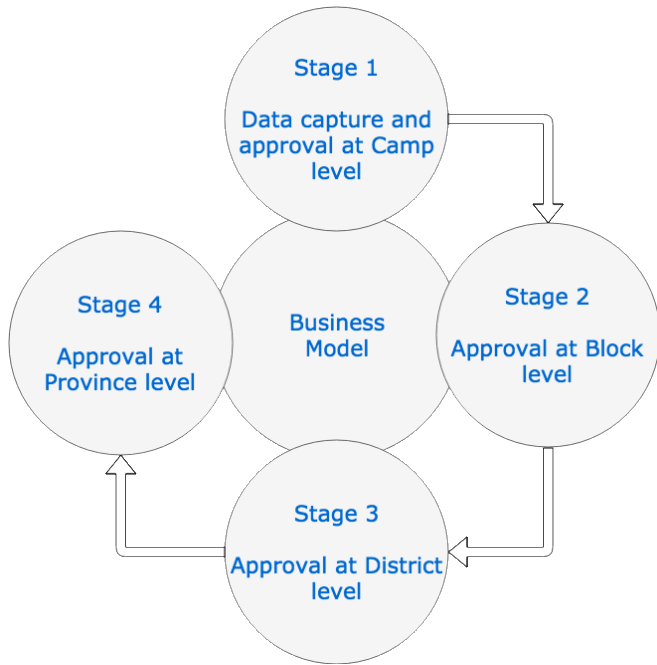 Stage 1
Data capture and
approval at Camp
level
Stage 2
Approval at Block
level
Stage 3
Approval at District
level
Stage 4
Approval at
Province level
Business
Model